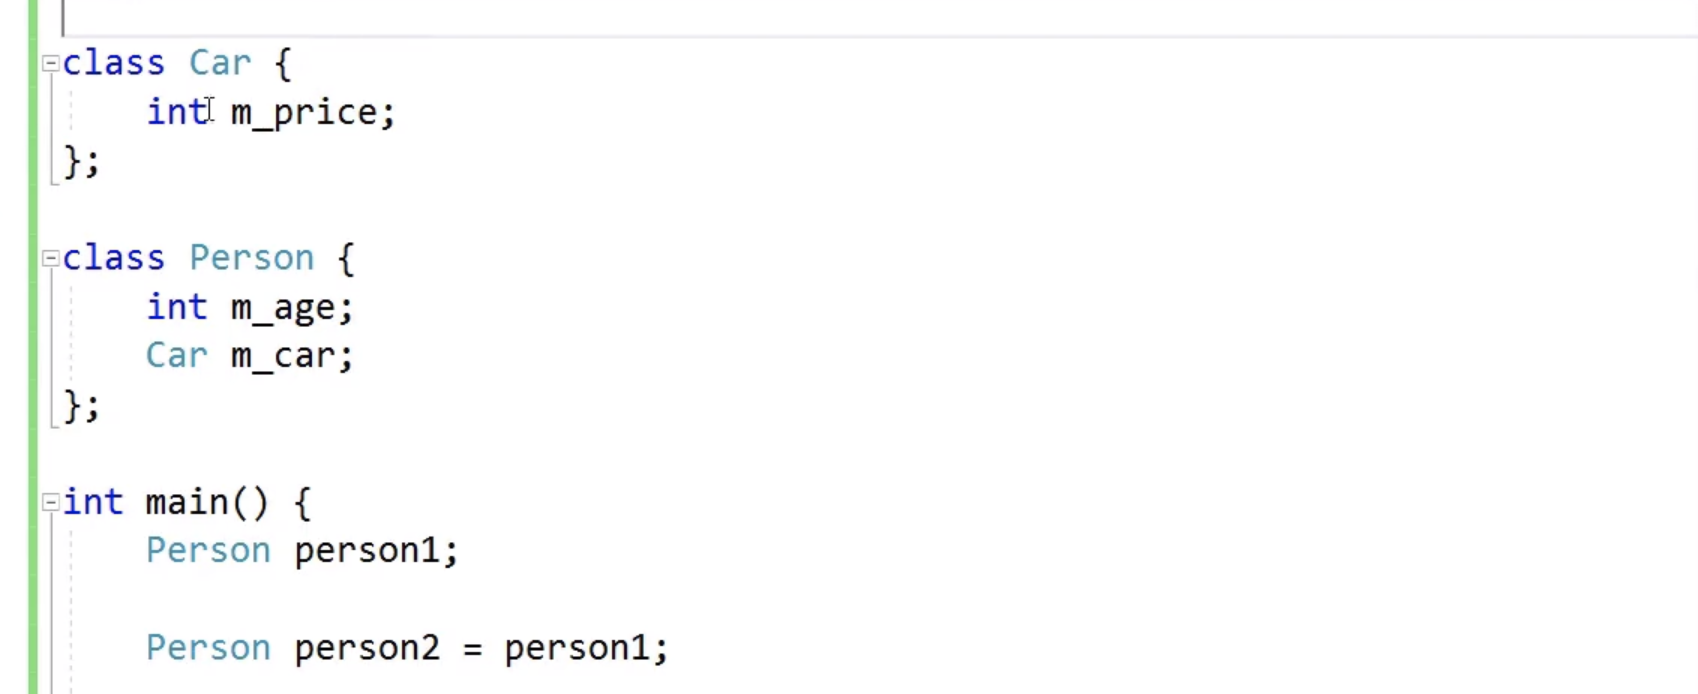 class Car {
    int m_price;
};
class Person {
    int m_age;
    Car m_car;
};
int main() {
    Person person1;
    Person person2 = person1;